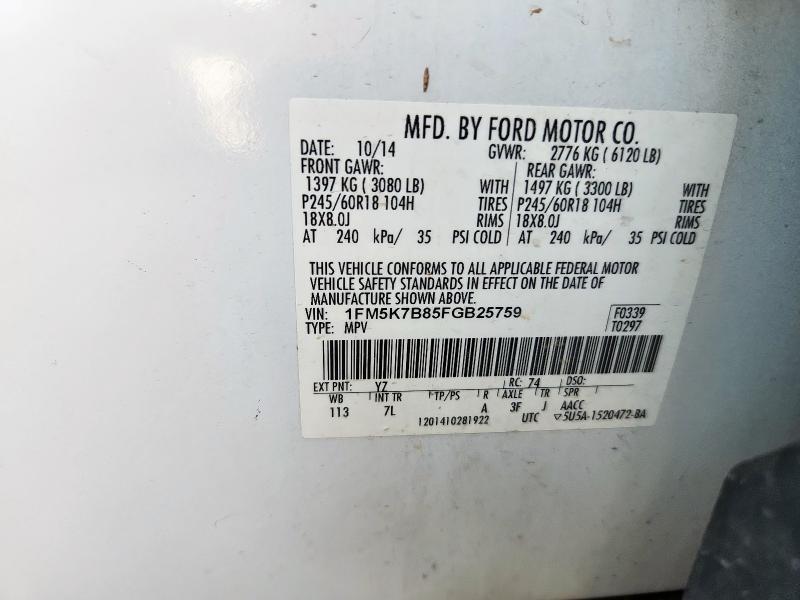 MFD. BY FORD MOTOR CO.
DATE: 10/14 GVWR: 2776 KG ( 6120 LB)
FRONT GAWR: REAR GAWR:
1397 KG ( 3080 LB) WITH 1497 KG ( 3300 LB) WITH
P245/60R18 104H TIRES P245/60R18 104H TIRES
18X8.0J RIMS 18X8.0J RIMS
AT 240 kPa/ 35 PSI COLD AT 240 kPa/ 35 PSI COLD
THIS VEHICLE CONFORMS TO ALL APPLICABLE FEDERAL MOTOR
VEHICLE SAFETY STANDARDS IN EFFECT ON THE DATE OF
MANUFACTURE SHOWN ABOVE.
VIN: 1FM5K7B85FGB25759 F0339
TYPE: MPV T0297
EXT PNT: YZ RC: 74 DSO:
WB INT TR TP/PS R AXLE TR SPR
113 7L A 3F J AACC
1201410281922 UTC ▽5U5A-1520472-BA